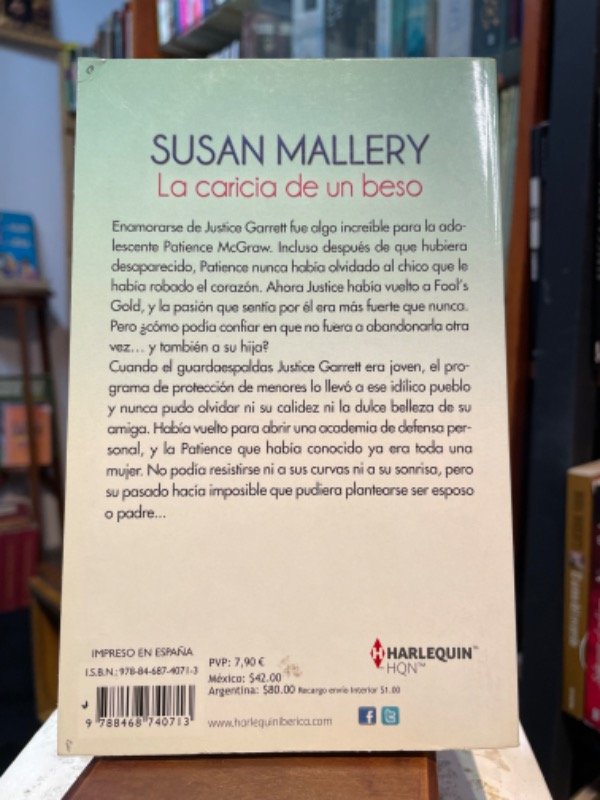 SUSAN MALLERY
La caricia de un beso
Enamorarse de Justice Garrett fue algo increíble para la ado-
lescente Patience McGraw. Incluso después de que hubiera
desaparecido, Patience nunca había olvidado al chico que le
había robado el corazón. Ahora Justice había vuelto a Fool's
Gold, y la pasión que sentía por él era más fuerte que nunca.
Pero ¿cómo podía confiar en que no fuera a abandonarla otra
vez... y también a su hija?
Cuando el guardaespaldas Justice Garrett era joven, el pro-
grama de protección de menores lo llevó a ese idílico pueblo
y nunca pudo olvidar ni su calidez ni la dulce belleza de su
amiga. Había vuelto para abrir una academia de defensa per-
sonal, y la Patience que había conocido ya era toda una
mujer. No podía resistirse ni a sus curvas ni a su sonrisa, pero
su pasado hacía imposible que pudiera plantearse ser esposo
o padre...
IMPRESO EN ESPAÑA
I.S.B.N.: 978-84-687-4071-3
9 788468 740713
PVP: 7,90 €
México: $42.00
Argentina: $80.00 Recargo envío Interior $1.00
www.harlequiniberica.com
HARLEQUIN™
HQN™